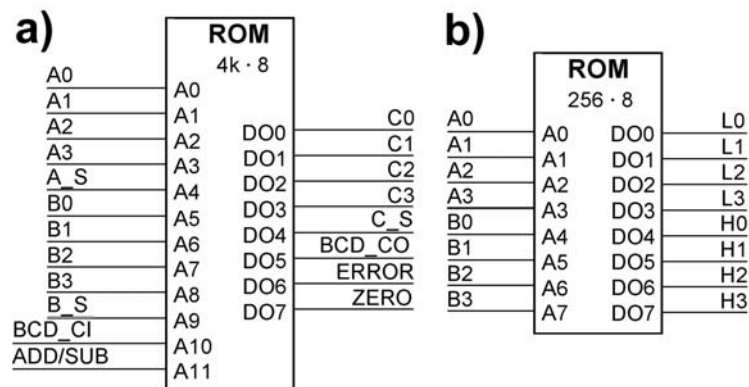 a)
ROM
4k · 8
A0
A1
A2
A3
A_S
B0
B1
B2
B3
B_S
BCD_CI
ADD/SUB
A0
A1
A2
A3
A4
A5
A6
A7
A8
A9
A10
A11
DO0
DO1
DO2
DO3
DO4
DO5
DO6
DO7
C0
C1
C2
C3
C_S
BCD_CO
ERROR
ZERO
b)
ROM
256 · 8
A0
A1
A2
A3
B0
B1
B2
B3
A0
A1
A2
A3
A4
A5
A6
A7
DO0
DO1
DO2
DO3
DO4
DO5
DO6
DO7
L0
L1
L2
L3
H0
H1
H2
H3